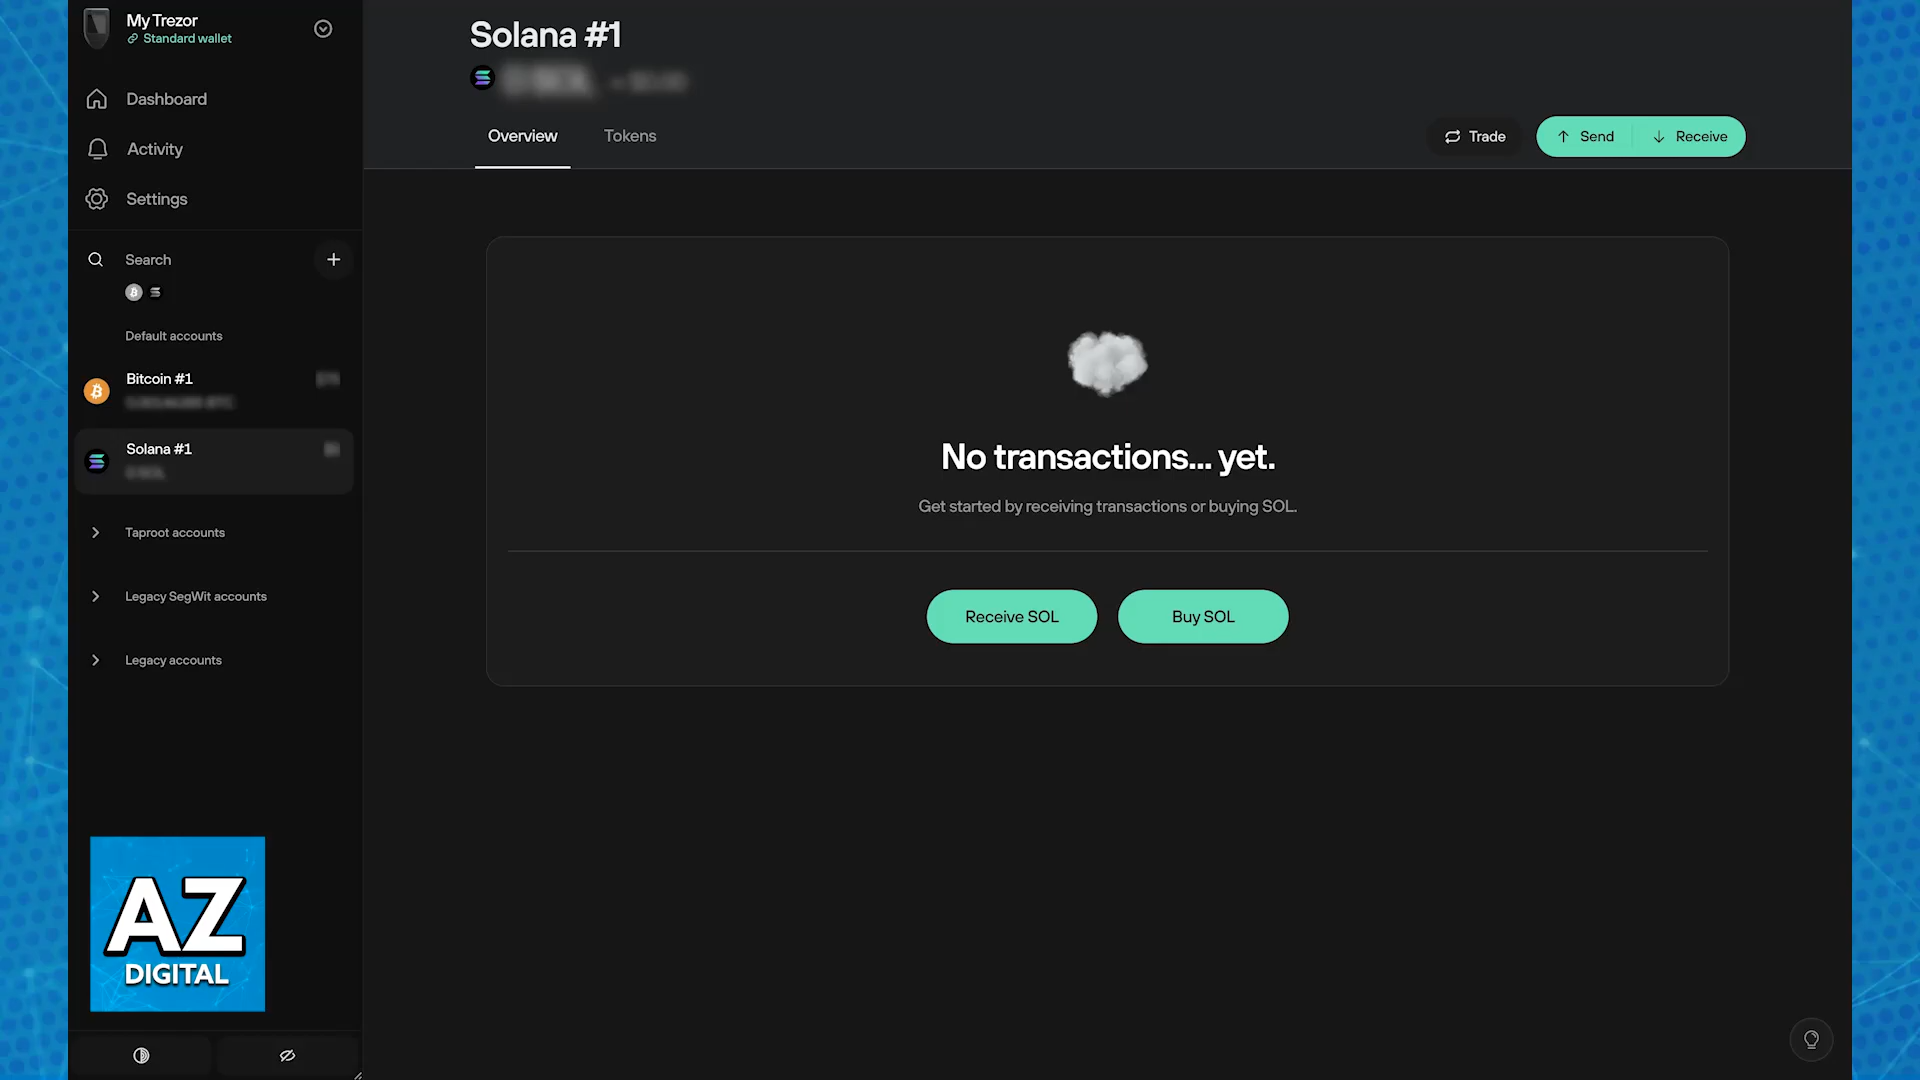 My Trezor
Standard wallet
Dashboard
Activity
Settings
Search
Default accounts
Bitcoin #1
Solana #1
Taproot accounts
Legacy SegWit accounts
Legacy accounts
AZ
DIGITAL
Solana #1
Overview
Tokens
Trade
Send
Receive
No transactions... yet.
Get started by receiving transactions or buying SOL.
Receive SOL
Buy SOL